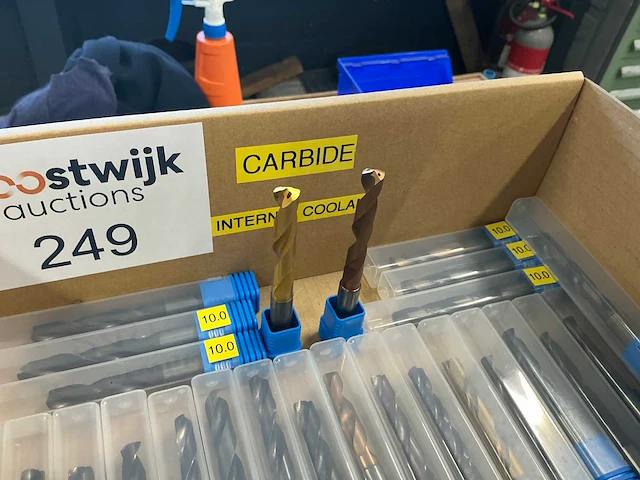 oostwijk
auctions
249
CARBIDE
INTERN COOLA
10.0
10.0
10.0
10.0
10.0